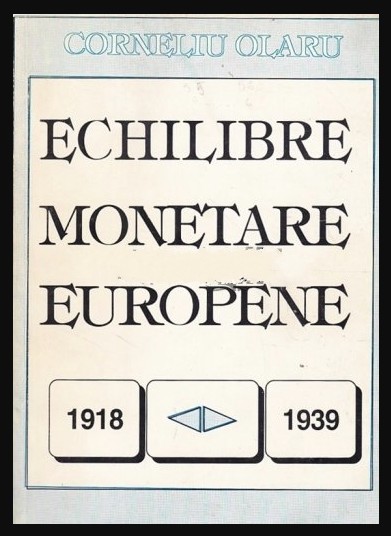 CORNELIU OLARU
ECHILIBRE
MONETARE
EUROPENE
1918
1939